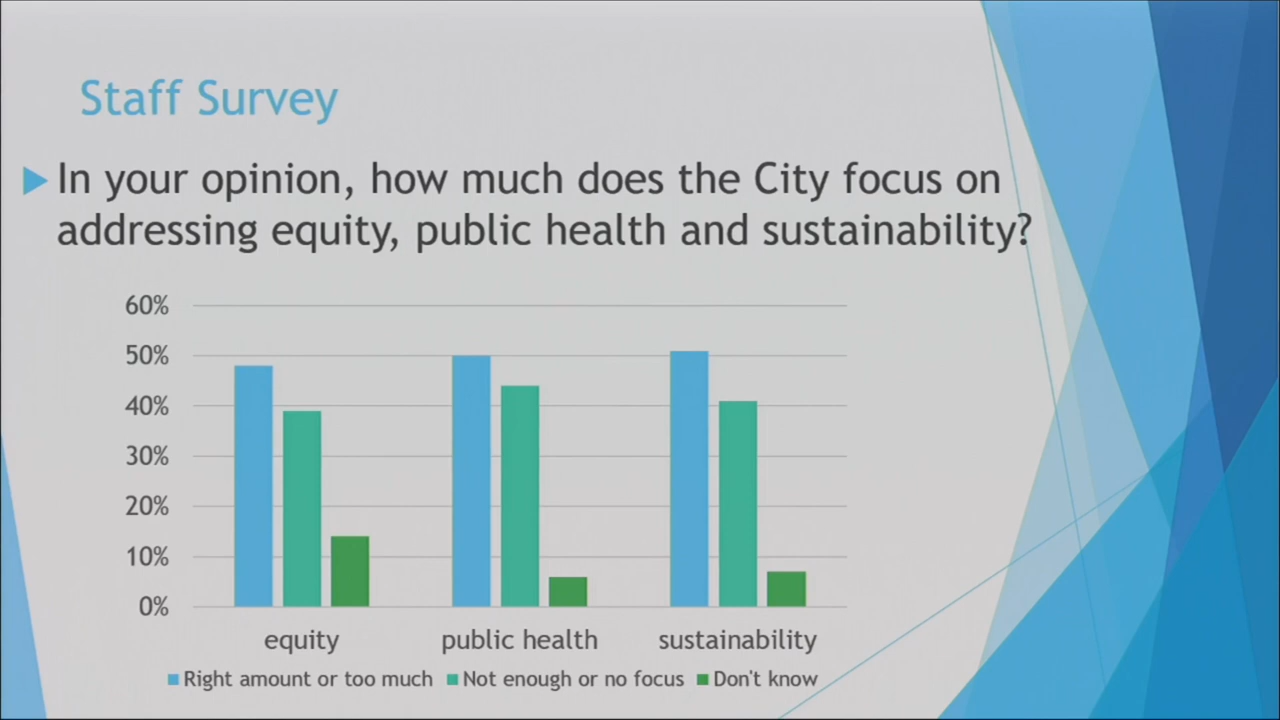 Staff Survey
In your opinion, how much does the City focus on
addressing equity, public health and sustainability?
60%
50%
40%
30%
20%
10%
0%
equity public health sustainability
Right amount or too much Not enough or no focus Don't know